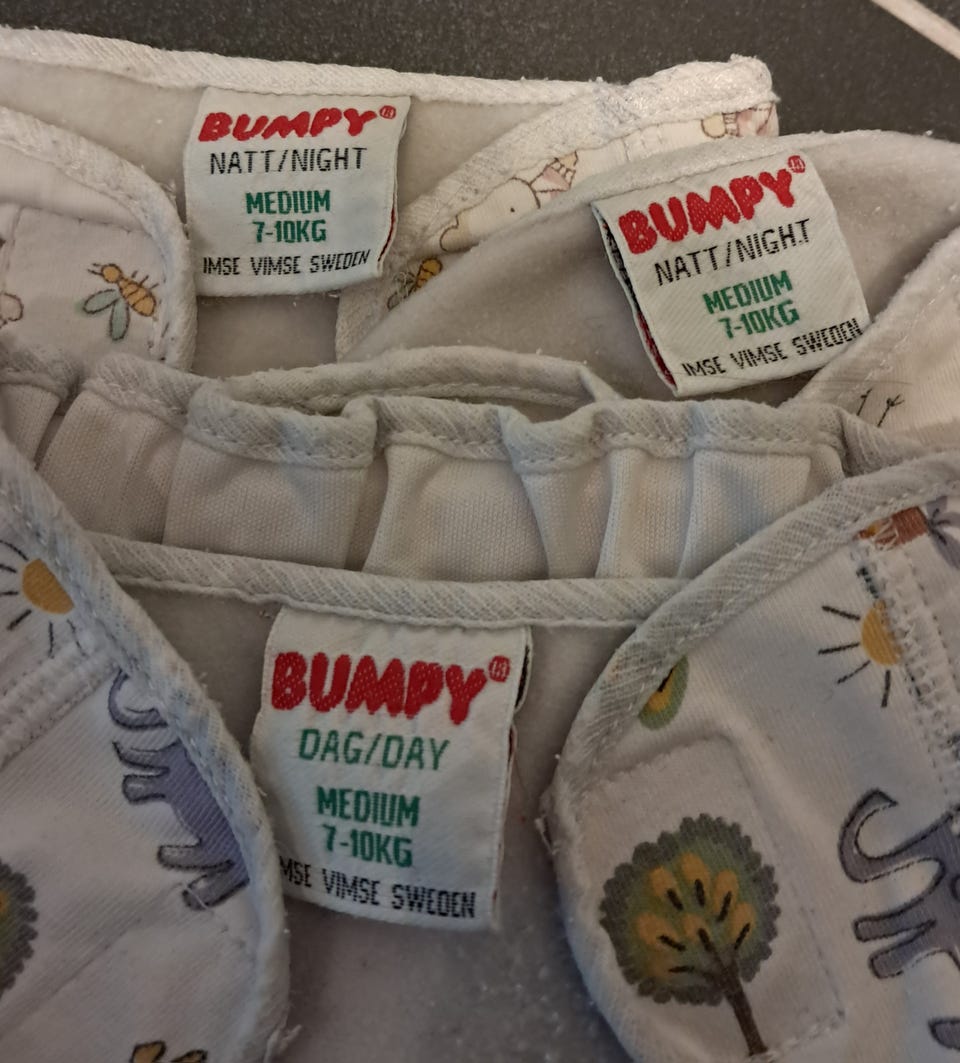 BUMPY®
NATT/NIGHT
MEDIUM
7-10KG
IMSE VIMSE SWEDEN
BUMPY®
NATT/NIGHT
MEDIUM
7-10KG
IMSE VIMSE SWEDEN
BUMPY®
DAG/DAY
MEDIUM
7-10KG
IMSE VIMSE SWEDEN